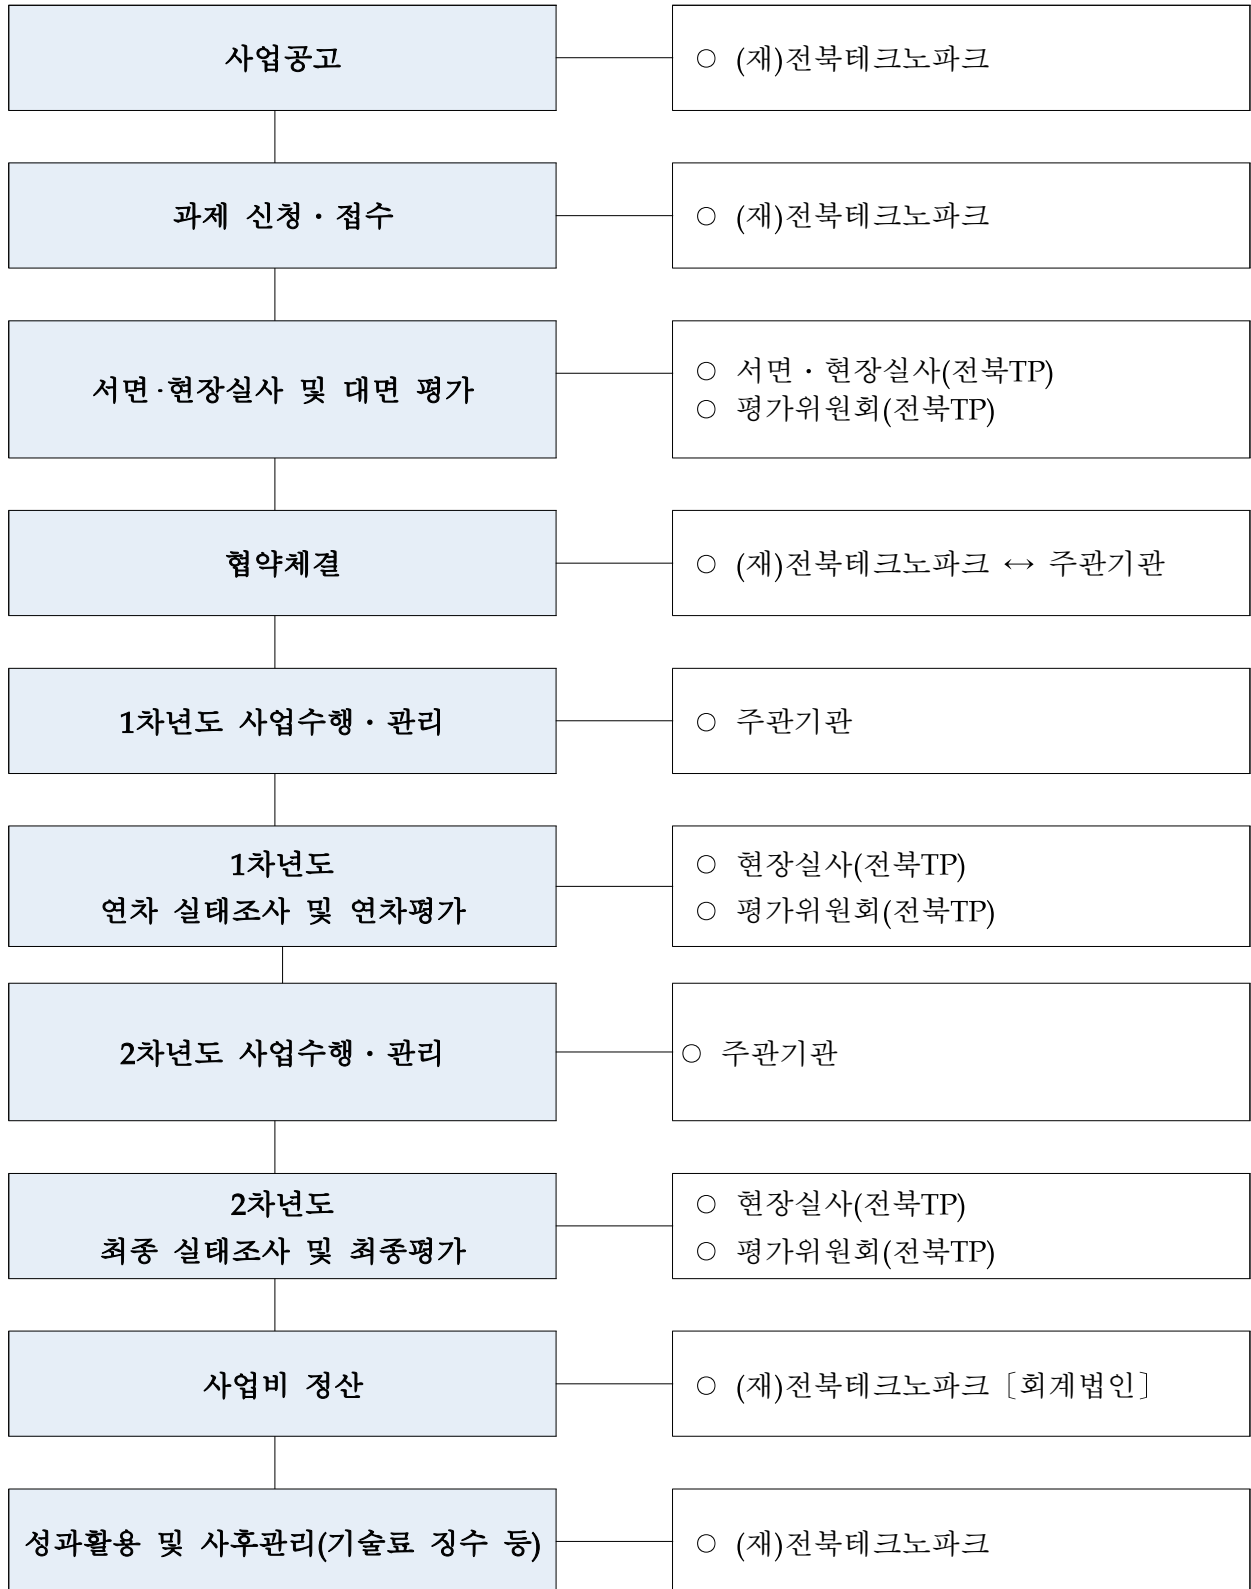 사업공고
○ (재)전북테크노파크
과제 신청 · 접수
○ (재)전북테크노파크
서면·현장실사 및 대면 평가
○ 서면 · 현장실사(전북TP)
○ 평가위원회(전북TP)
협약체결
○ (재)전북테크노파크 ↔ 주관기관
1차년도 사업수행 · 관리
○ 주관기관
1차년도
연차 실태조사 및 연차평가
○ 현장실사(전북TP)
○ 평가위원회(전북TP)
2차년도 사업수행 · 관리
○ 주관기관
2차년도
최종 실태조사 및 최종평가
○ 현장실사(전북TP)
○ 평가위원회(전북TP)
사업비 정산
○ (재)전북테크노파크 [회계법인]
성과활용 및 사후관리(기술료 징수 등)
○ (재)전북테크노파크